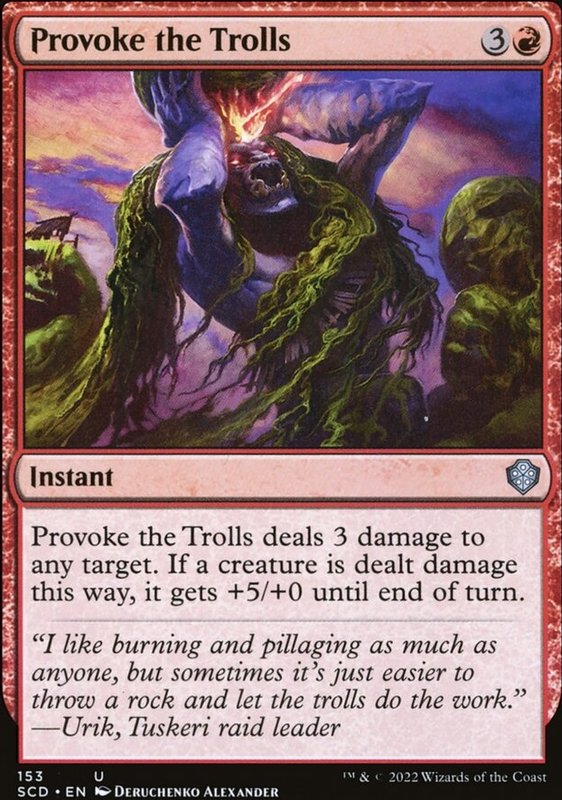 Provoke the Trolls 3
Instant
Provoke the Trolls deals 3 damage to
any target. If a creature is dealt damage
this way, it gets +5/+0 until end of turn.
“I like burning and pillaging as much as
anyone, but sometimes it’s just easier to
throw a rock and let the trolls do the work.”
—Urik, Tuskeri raid leader
153 U
SCD • EN Deruchenko Alexander
™ & © 2022 Wizards of the Coast